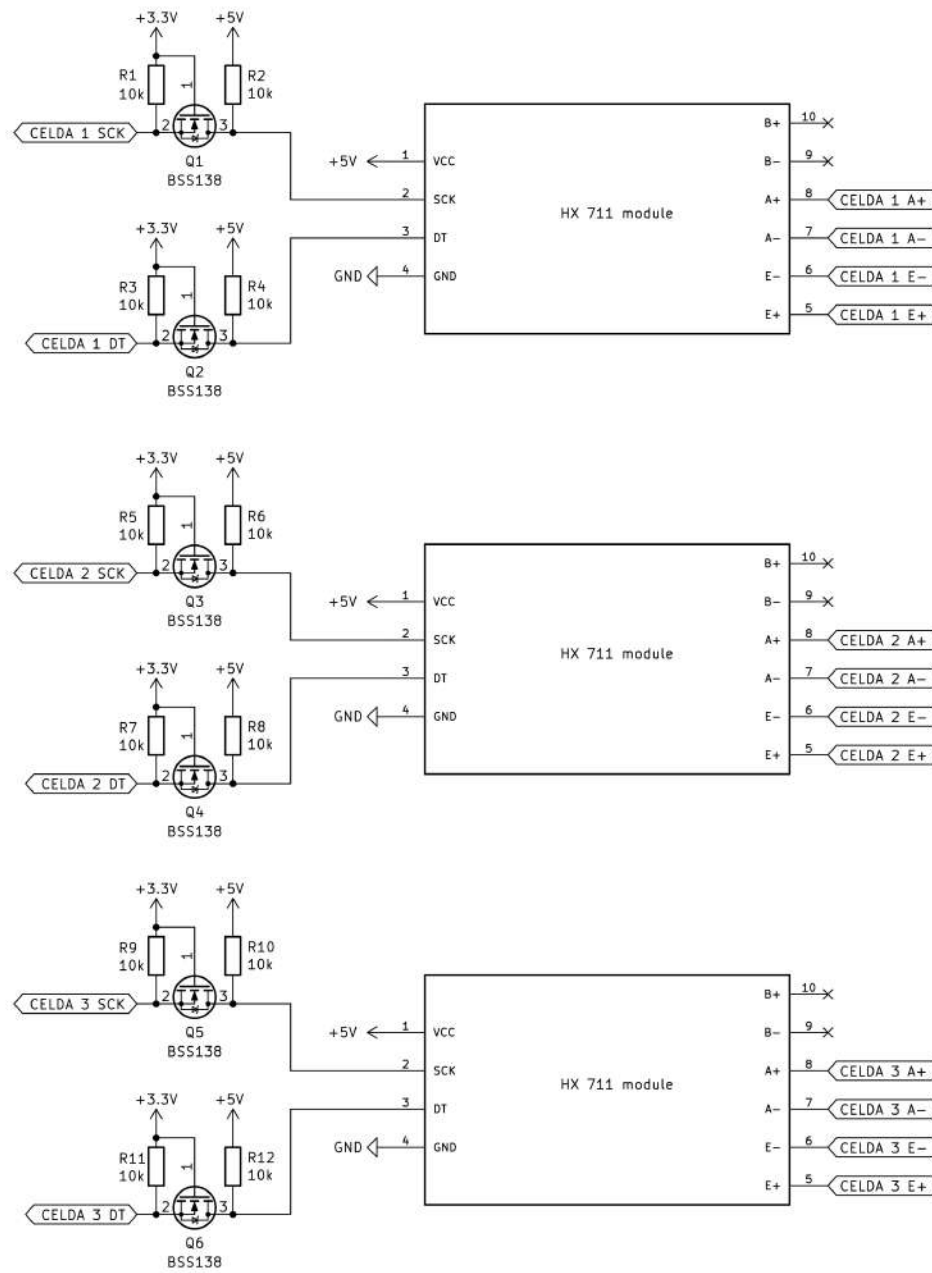 +3.3V +5V
R1 10k
R2 10k
1
CELDA 1 SCK
2 3
Q1
BSS138
+3.3V +5V
R3 10k
R4 10k
1
CELDA 1 DT
2 3
Q2
BSS138
+5V
GND
1 VCC
2 SCK
3 DT
4 GND
HX 711 module
B+ 10
B- 9
A+ 8 CELDA 1 A+
A- 7 CELDA 1 A-
E- 6 CELDA 1 E-
E+ 5 CELDA 1 E+
+3.3V +5V
R5 10k
R6 10k
1
CELDA 2 SCK
2 3
Q3
BSS138
+3.3V +5V
R7 10k
R8 10k
1
CELDA 2 DT
2 3
Q4
BSS138
+5V
GND
1 VCC
2 SCK
3 DT
4 GND
HX 711 module
B+ 10
B- 9
A+ 8 CELDA 2 A+
A- 7 CELDA 2 A-
E- 6 CELDA 2 E-
E+ 5 CELDA 2 E+
+3.3V +5V
R9 10k
R10 10k
1
CELDA 3 SCK
2 3
Q5
BSS138
+3.3V +5V
R11 10k
R12 10k
1
CELDA 3 DT
2 3
Q6
BSS138
+5V
GND
1 VCC
2 SCK
3 DT
4 GND
HX 711 module
B+ 10
B- 9
A+ 8 CELDA 3 A+
A- 7 CELDA 3 A-
E- 6 CELDA 3 E-
E+ 5 CELDA 3 E+